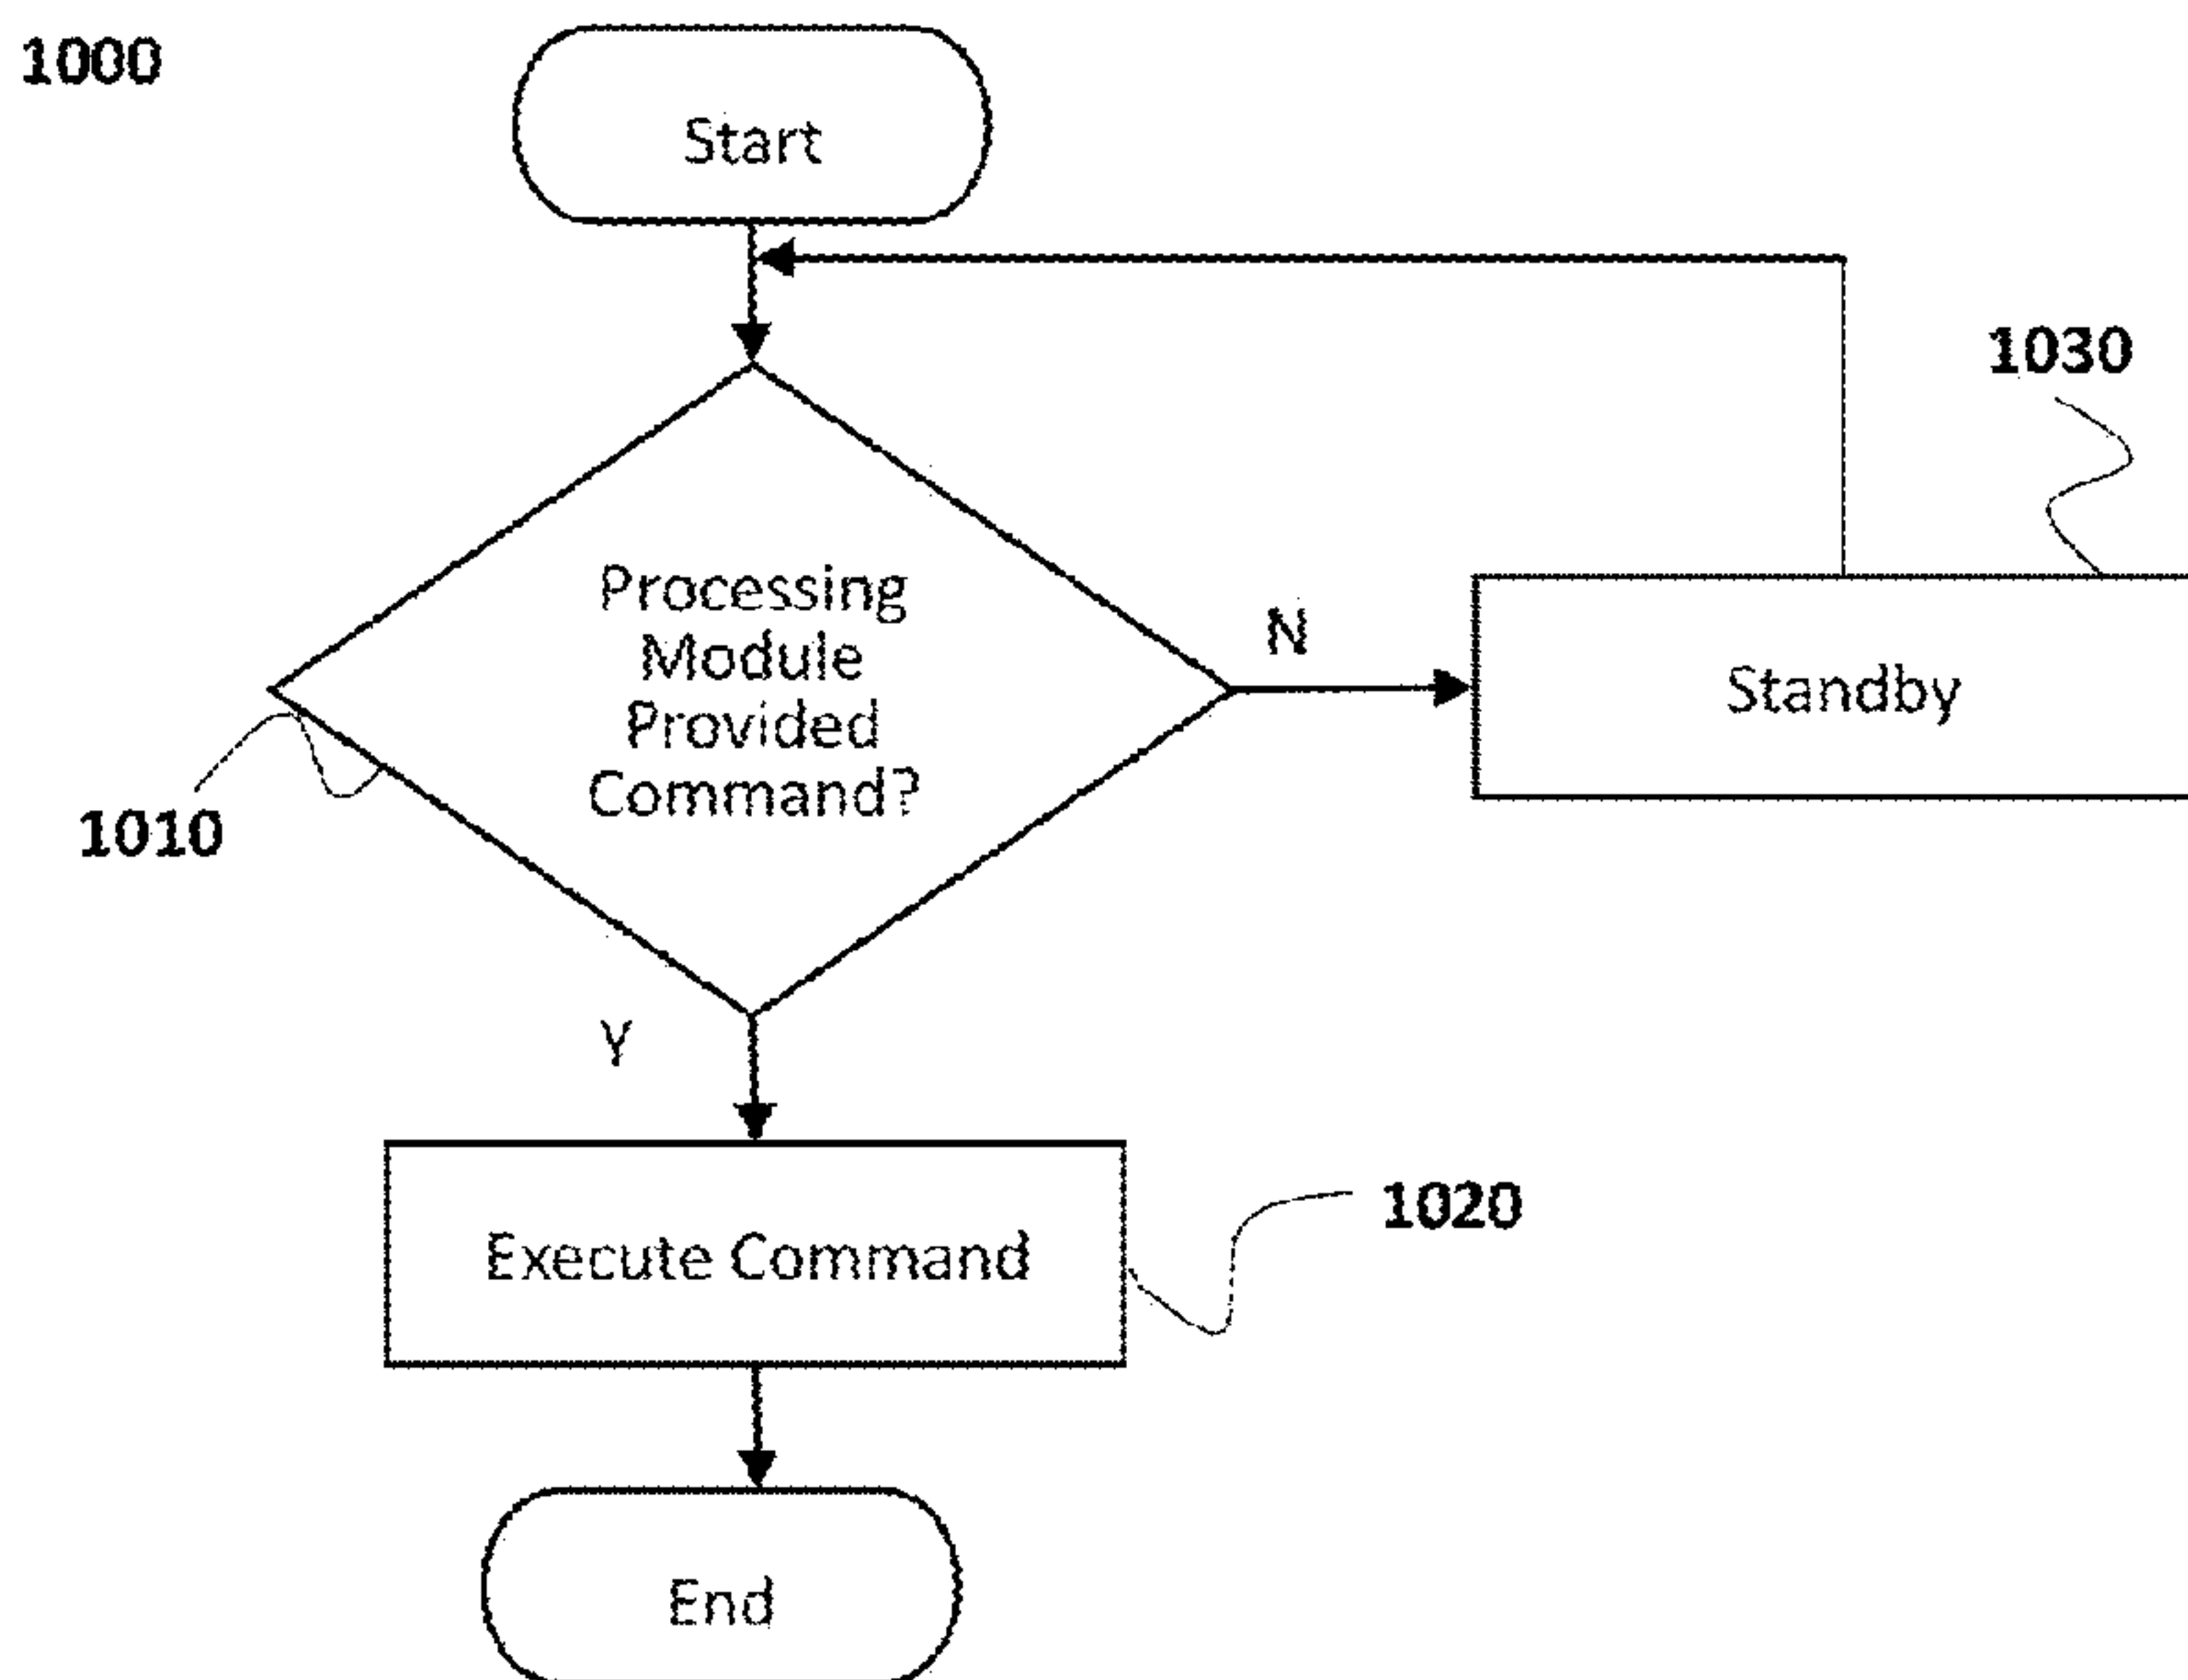 1000
Start
1030
Processing
Module
Provided
Command?
N
Standby
1010
Y
Execute Command
1020
End